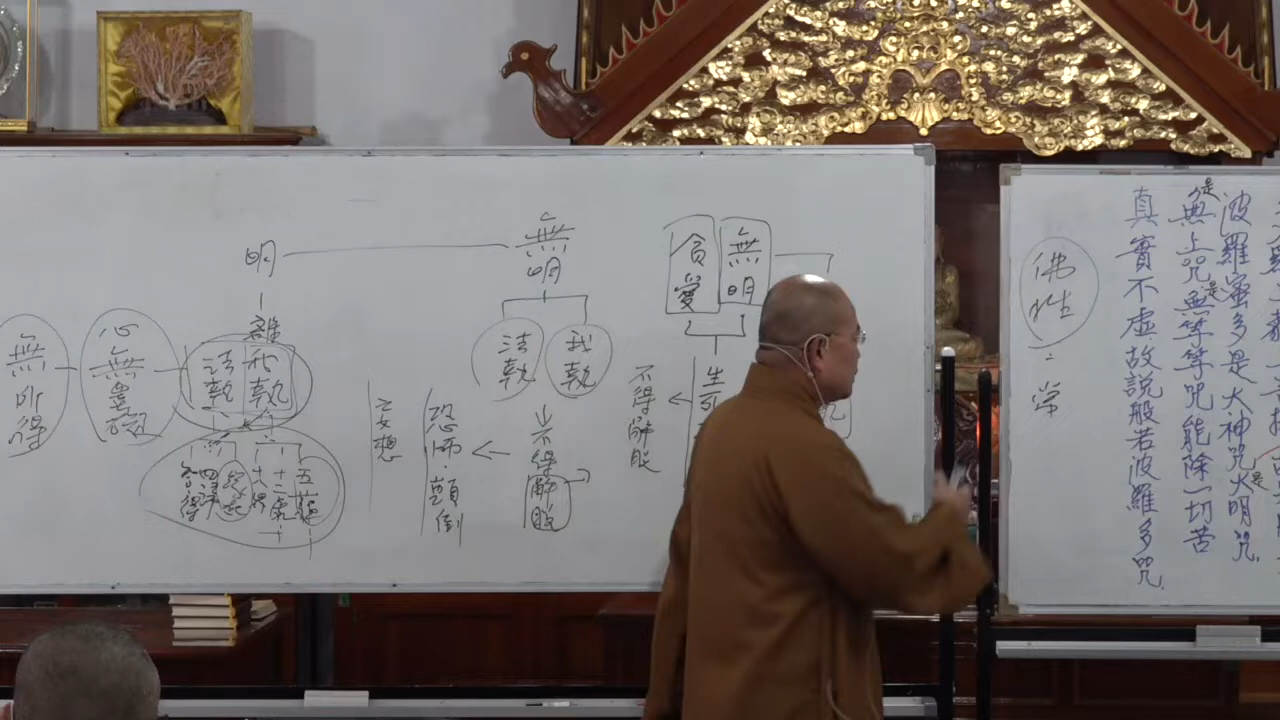 波羅蜜多是大神咒是大明咒
是無上咒是無等等咒能除一切苦
真實不虛故說般若波羅多咒
佛性
常
無明
貪愛
生死
不得解脫
無明
我執
法執
不得解脫
恐怖·顛倒
妄想
明
離
我執
法執
五蘊
十二處
十八界
緣起
四諦
智得
心無罣礙
無所得